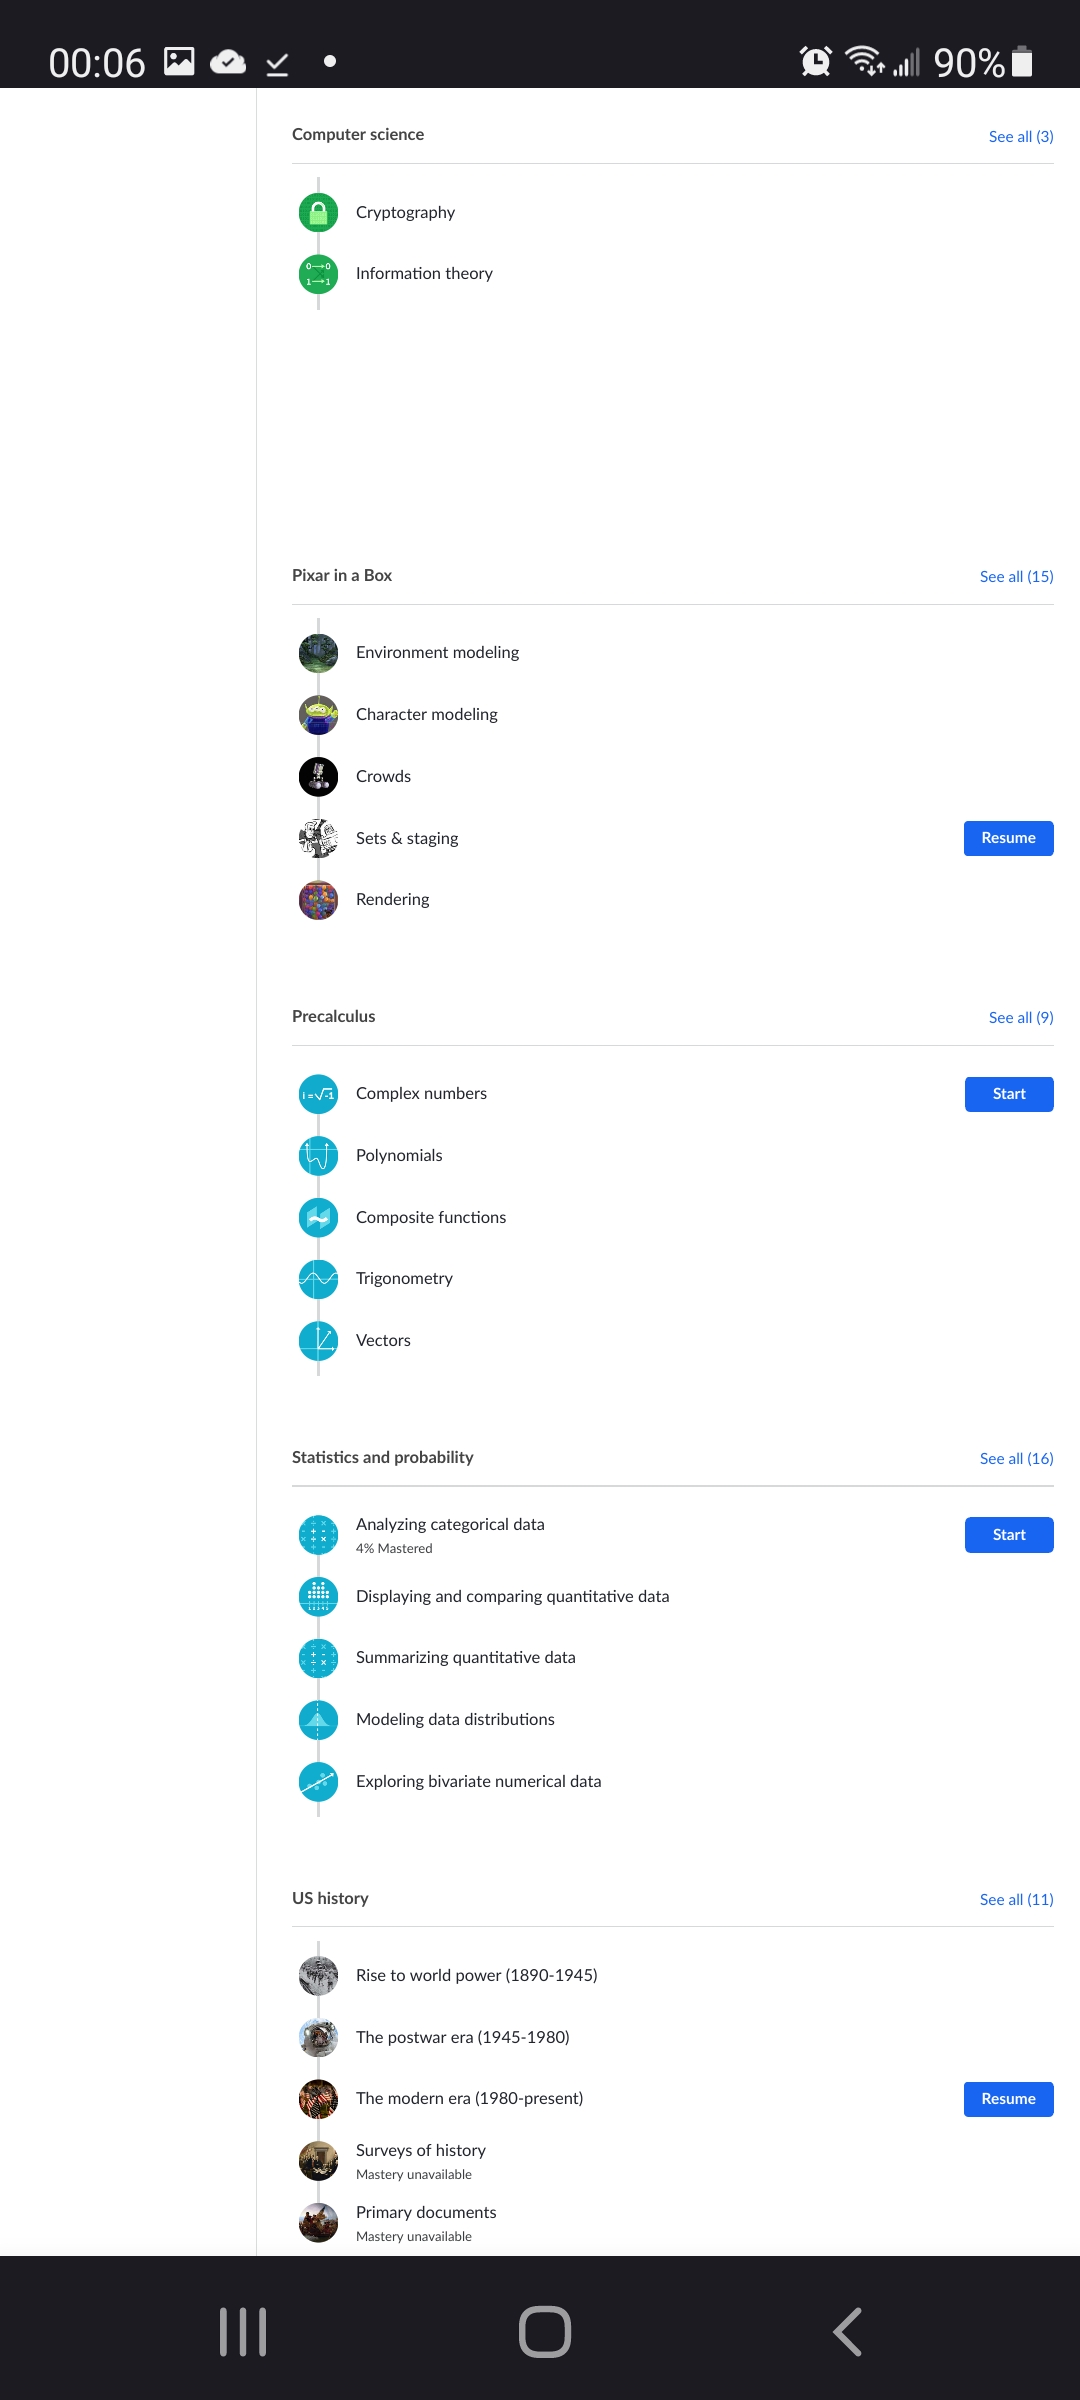 00:06
90%
Computer science
See all (3)
Cryptography
0→0
1→1
Information theory
Pixar in a Box
See all (15)
Environment modeling
Character modeling
Crowds
Sets & staging
Resume
Rendering
Precalculus
See all (9)
i=√-1
Complex numbers
Start
Polynomials
Composite functions
Trigonometry
Vectors
Statistics and probability
See all (16)
Analyzing categorical data
4% Mastered
Start
Displaying and comparing quantitative data
Summarizing quantitative data
Modeling data distributions
Exploring bivariate numerical data
US history
See all (11)
Rise to world power (1890-1945)
The postwar era (1945-1980)
The modern era (1980-present)
Resume
Surveys of history
Mastery unavailable
Primary documents
Mastery unavailable